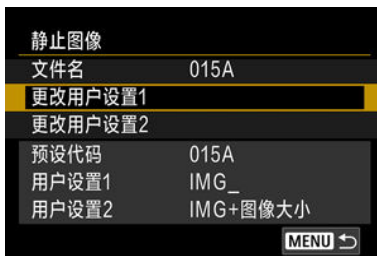 静止图像
文件名 015A
更改用户设置1
更改用户设置2
预设代码 015A
用户设置1 IMG_
用户设置2 IMG+图像大小
MENU